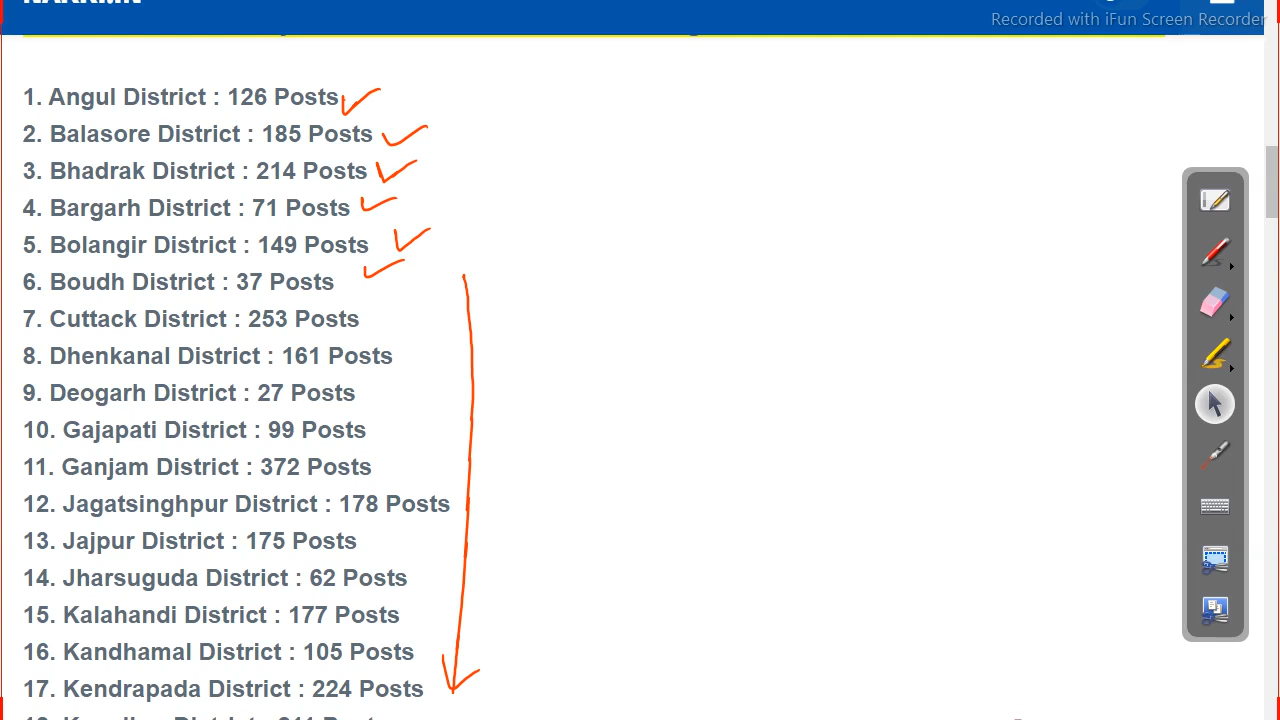 Recorded with iFun Screen Recorder
1. Angul District : 126 Posts
2. Balasore District : 185 Posts
3. Bhadrak District : 214 Posts
4. Bargarh District : 71 Posts
5. Bolangir District : 149 Posts
6. Boudh District : 37 Posts
7. Cuttack District : 253 Posts
8. Dhenkanal District : 161 Posts
9. Deogarh District : 27 Posts
10. Gajapati District : 99 Posts
11. Ganjam District : 372 Posts
12. Jagatsinghpur District : 178 Posts
13. Jajpur District : 175 Posts
14. Jharsuguda District : 62 Posts
15. Kalahandi District : 177 Posts
16. Kandhamal District : 105 Posts
17. Kendrapada District : 224 Posts